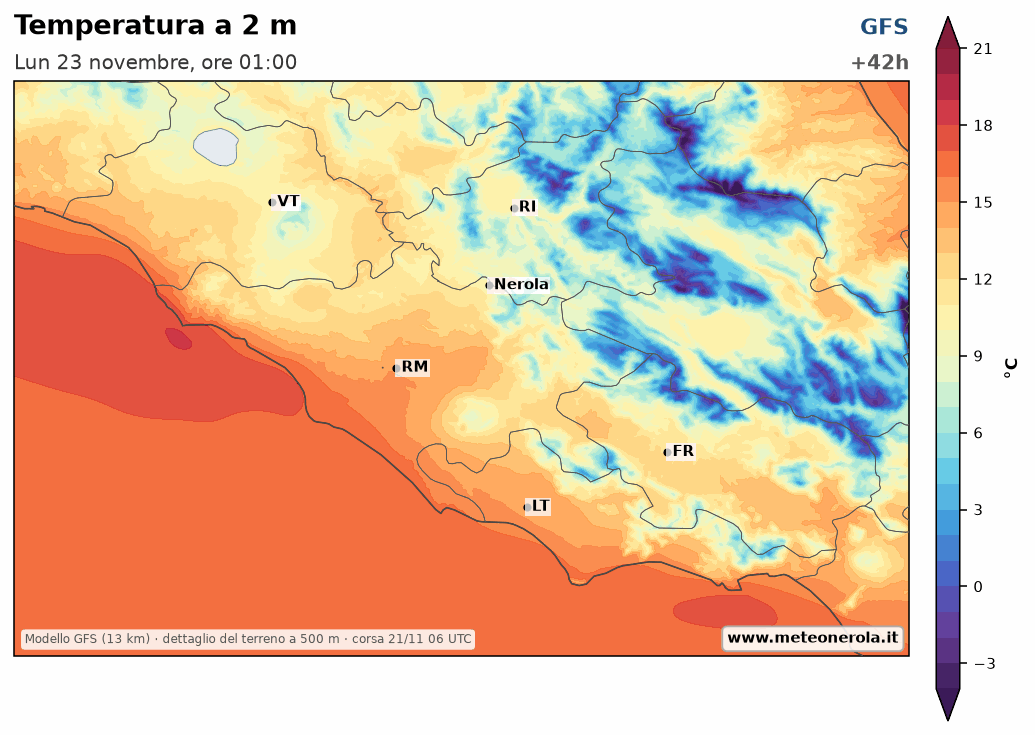 Temperatura a 2 m
GFS
Lun 23 novembre, ore 01:00
+42h
VT
RI
Nerola
RM
FR
LT
Modello GFS (13 km) · dettaglio del terreno a 500 m · corsa 21/11 06 UTC
www.meteonerola.it
21
18
15
12
9
6
3
0
−3
°C